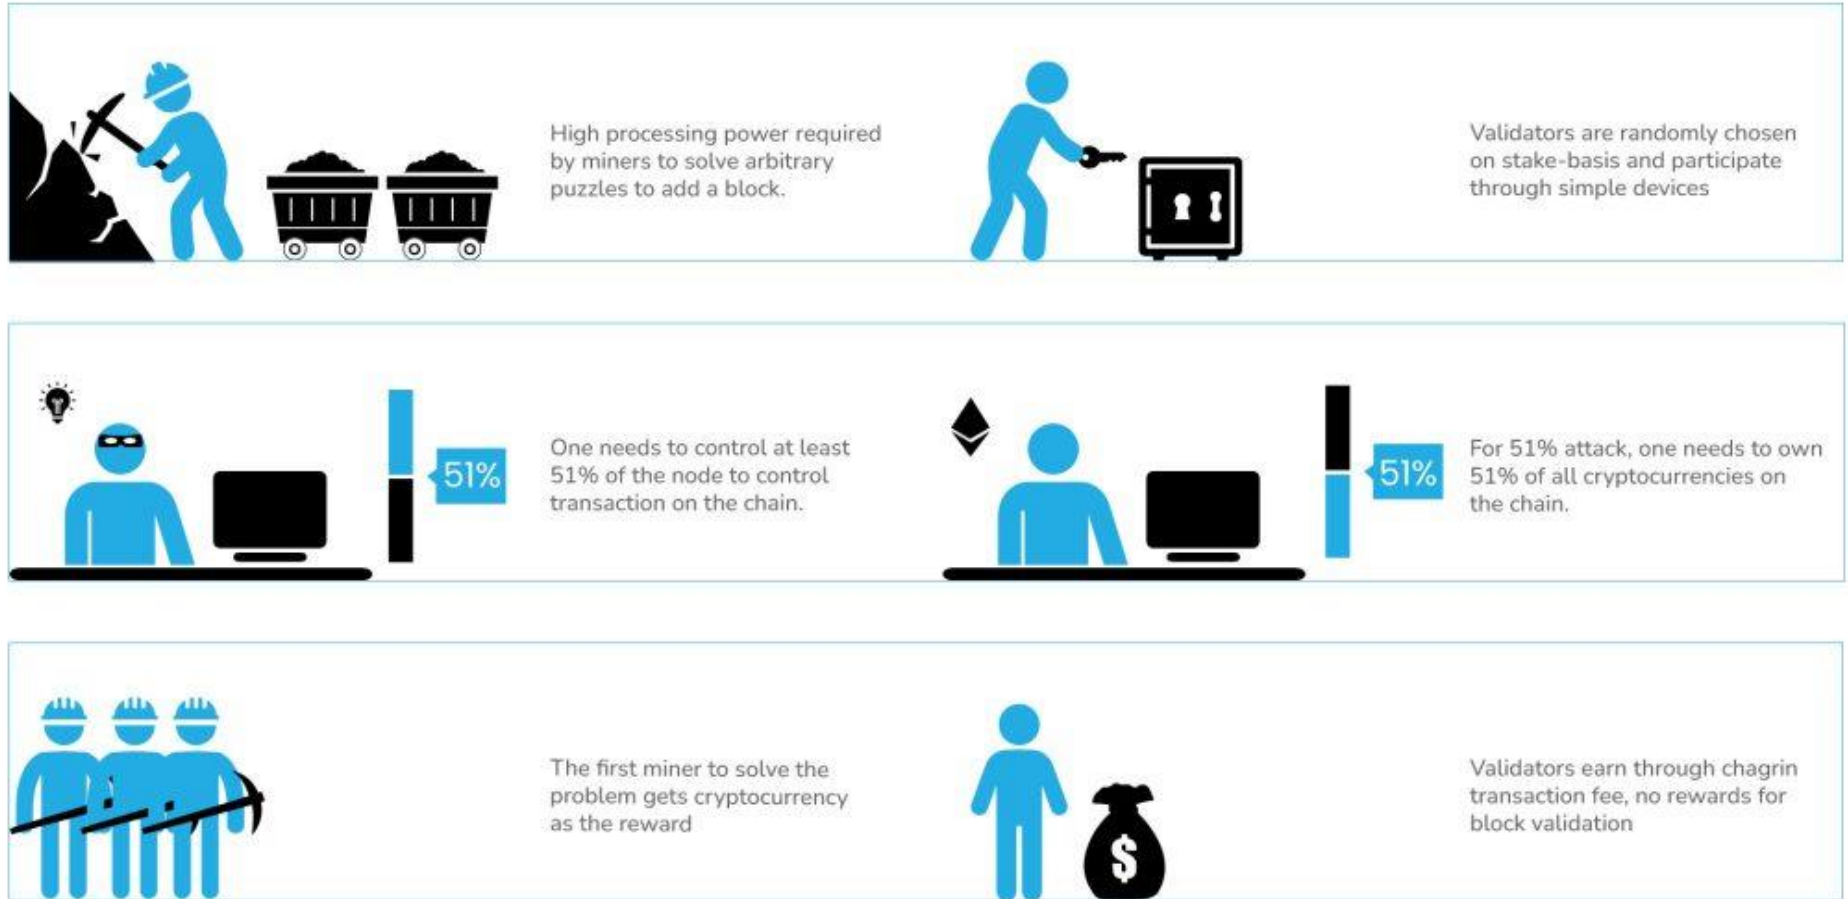 High processing power required
by miners to solve arbitrary
puzzles to add a block.
Validators are randomly chosen
on stake-basis and participate
through simple devices
51%
One needs to control at least
51% of the node to control
transaction on the chain.
51%
For 51% attack, one needs to own
51% of all cryptocurrencies on
the chain.
The first miner to solve the
problem gets cryptocurrency
as the reward
$
Validators earn through chagrin
transaction fee, no rewards for
block validation